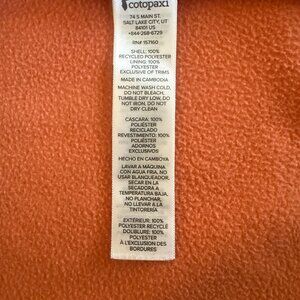 cotopaxi
74 S MAIN ST.
SALT LAKE CITY, UT
84101 US
+844-268-6729
RN# 157160
SHELL: 100%
RECYCLED POLYESTER
LINING: 100%
POLYESTER
EXCLUSIVE OF TRIMS
MADE IN CAMBODIA
MACHINE WASH COLD,
DO NOT BLEACH,
TUMBLE DRY LOW, DO
NOT IRON, DO NOT
DRY CLEAN
CÁSCARA: 100%
POLIÉSTER
RECICLADO
REVESTIMIENTO: 100%
POLIÉSTER
ADORNOS
EXCLUSIVOS
HECHO EN CAMBOYA
LAVAR A MÁQUINA
CON AGUA FRIA, NO
USAR BLANQUEADOR,
SECAR EN LA
SECADORA A
TEMPERATURA BAJA,
NO PLANCHAR,
NO LLEVAR A LA
TINTORERÍA
EXTÉRIEUR: 100%
POLYESTER RECYCLÉ
DOUBLURE: 100%
POLYESTER
À L'EXCLUSION DES
BORDURES